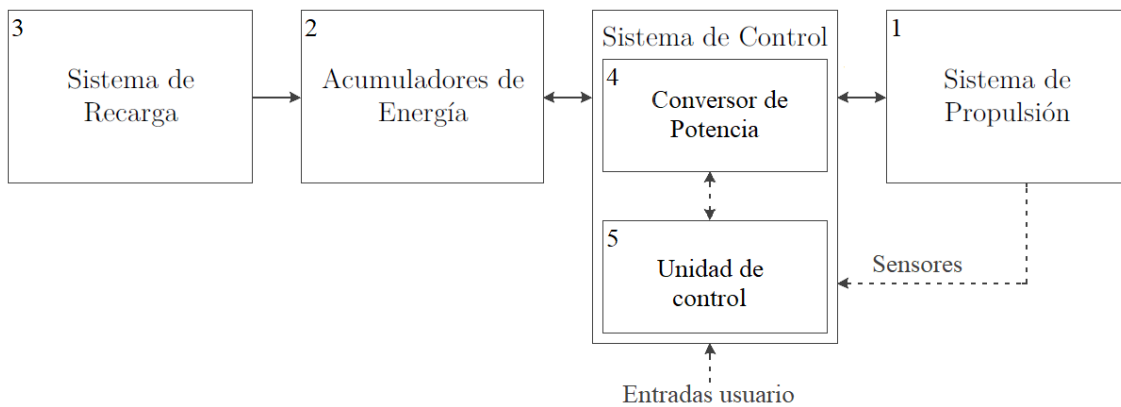 3
Sistema de
Recarga
2
Acumuladores de
Energía
Sistema de Control
4
Conversor de
Potencia
5
Unidad de
control
1
Sistema de
Propulsión
Sensores
Entradas usuario